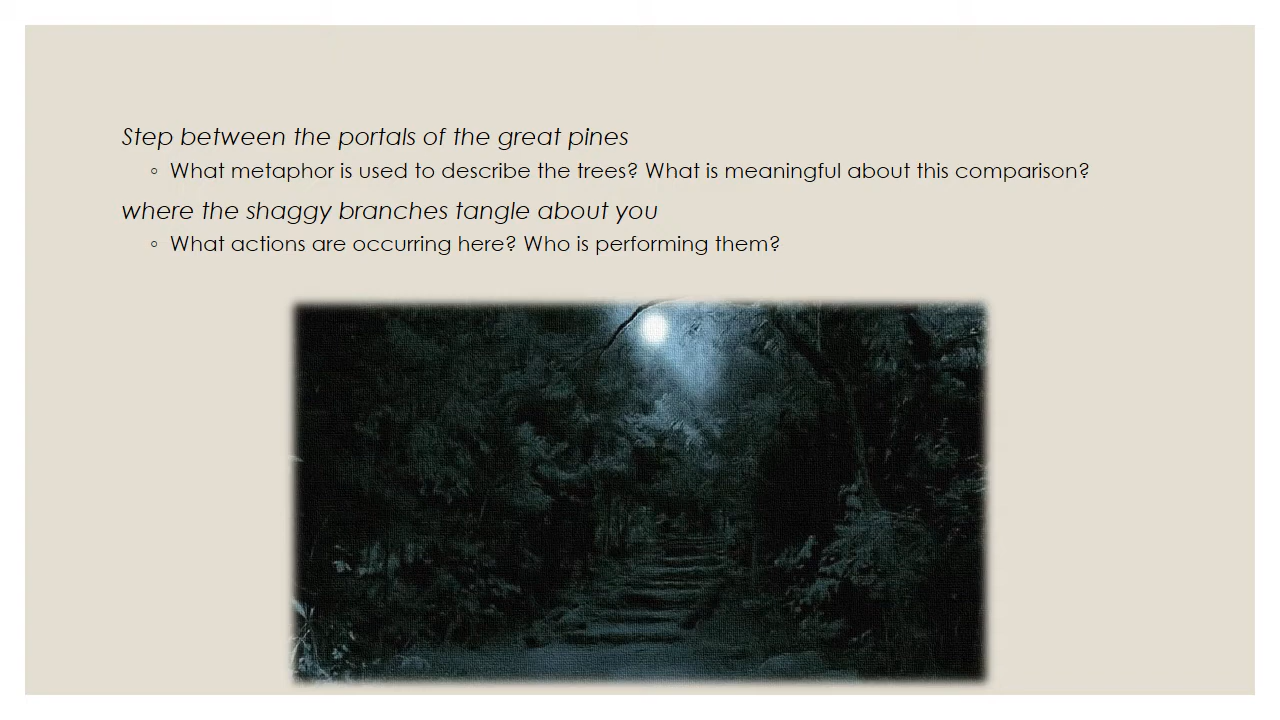 Step between the portals of the great pines
◦ What metaphor is used to describe the trees? What is meaningful about this comparison?
where the shaggy branches tangle about you
◦ What actions are occurring here? Who is performing them?